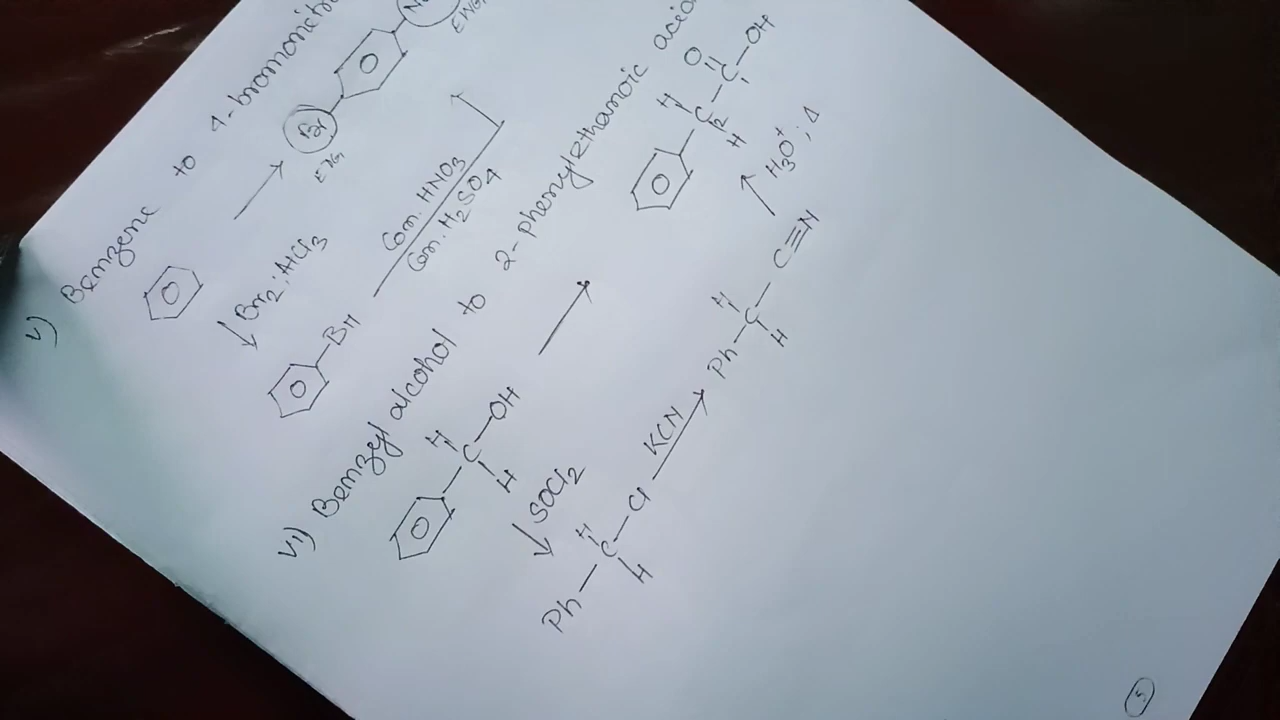 v) Benzene to 4-bromonitro
Br
EWG
EWG
Br2; AlCl3
Br
Con. HNO3
Con. H2SO4
vi) Benzyl alcohol to 2-phenylethanoic acid
H
C-OH
H
H O
C2-C-OH
H
SOCl2
H
Ph-C-Cl
H
KCN
H
Ph-C-C≡N
H
H3O+; Δ
5